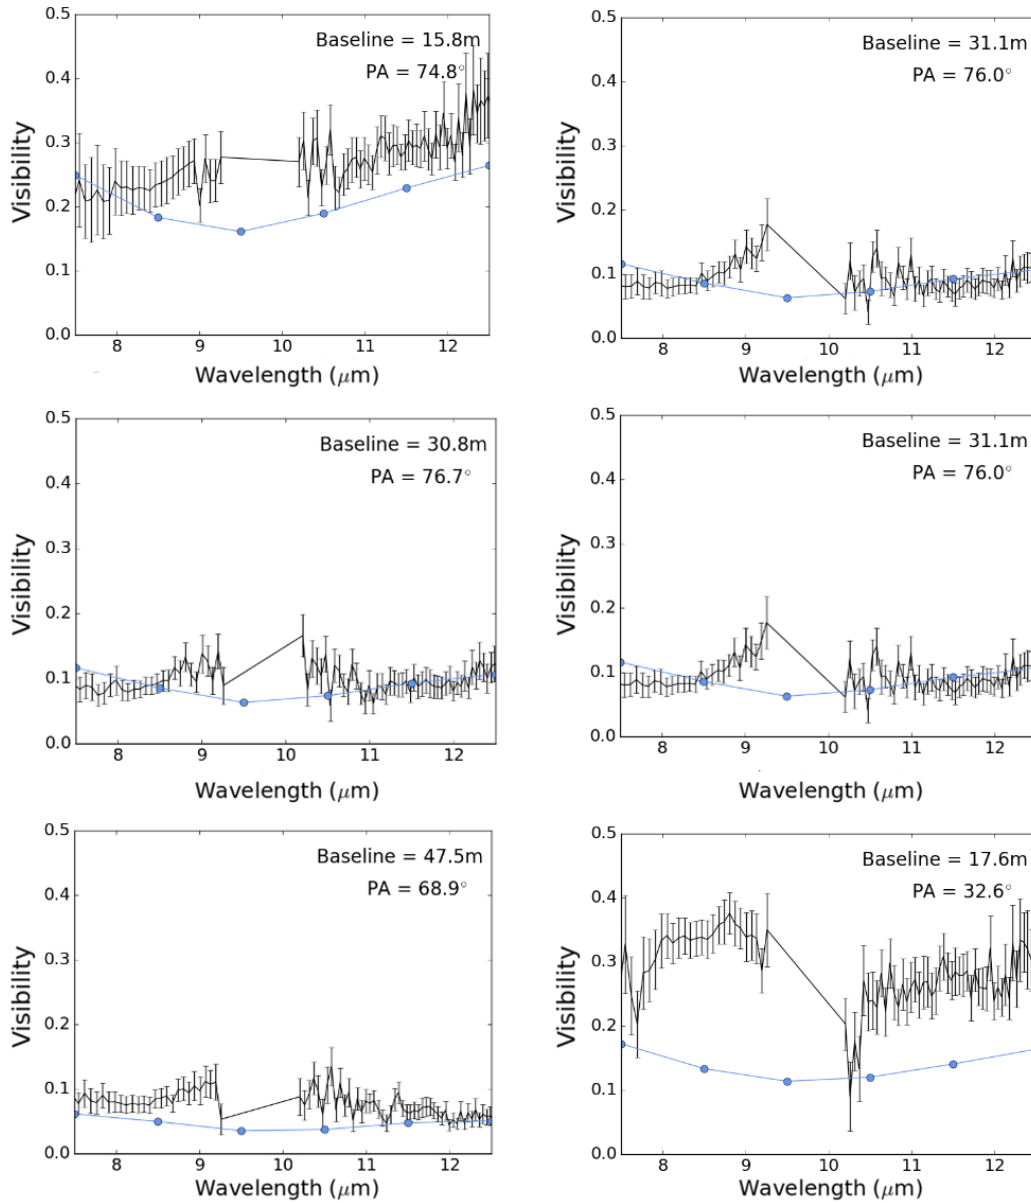 0.5
Baseline = 15.8m
PA = 74.8°
0.4
0.3
0.2
0.1
0.0
Visibility
8 9 10 11 12
Wavelength (μm)
0.5
Baseline = 31.1m
PA = 76.0°
0.4
0.3
0.2
0.1
0.0
Visibility
8 9 10 11 12
Wavelength (μm)
0.5
Baseline = 30.8m
PA = 76.7°
0.4
0.3
0.2
0.1
0.0
Visibility
8 9 10 11 12
Wavelength (μm)
0.5
Baseline = 31.1m
PA = 76.0°
0.4
0.3
0.2
0.1
0.0
Visibility
8 9 10 11 12
Wavelength (μm)
0.5
Baseline = 47.5m
PA = 68.9°
0.4
0.3
0.2
0.1
0.0
Visibility
8 9 10 11 12
Wavelength (μm)
0.5
Baseline = 17.6m
PA = 32.6°
0.4
0.3
0.2
0.1
0.0
Visibility
8 9 10 11 12
Wavelength (μm)